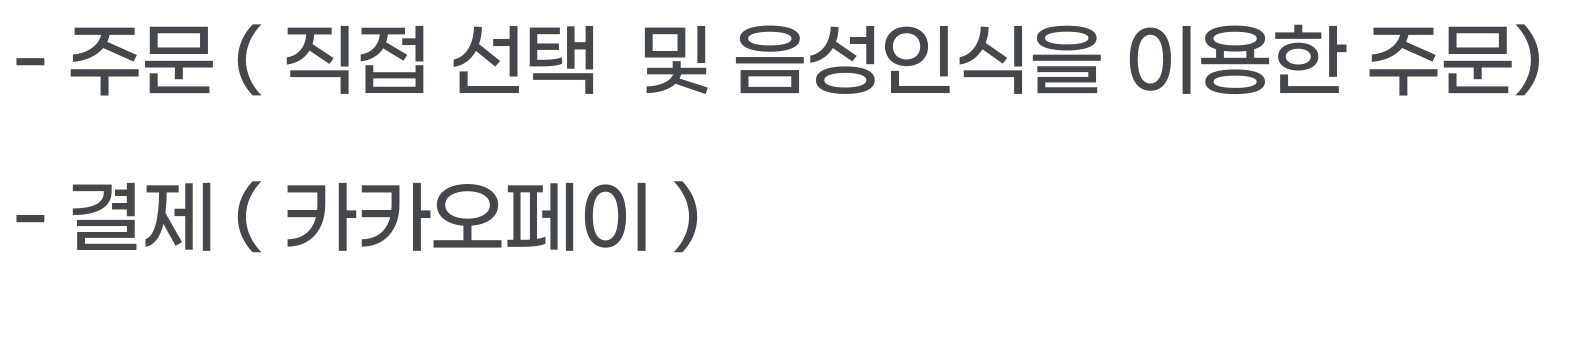 - 주문 ( 직접 선택  및 음성인식을 이용한 주문)
- 결제 ( 카카오페이 )